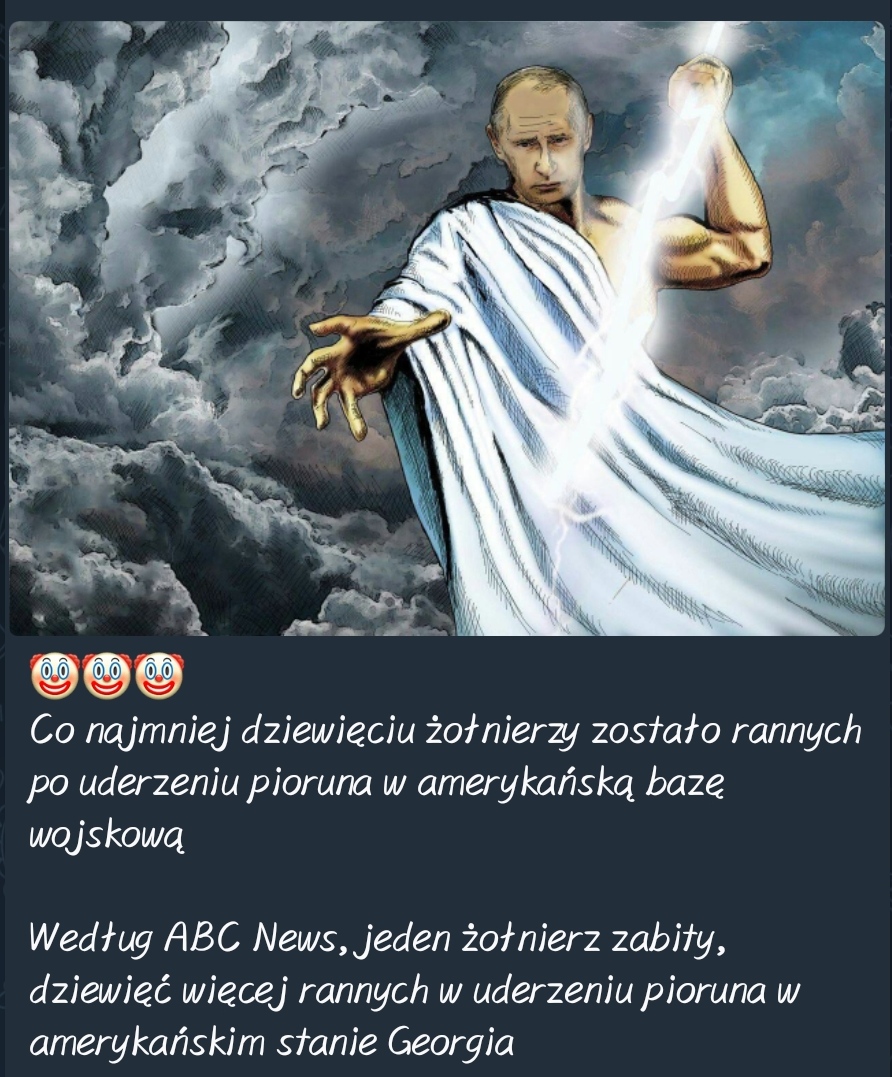 🤡🤡🤡
Co najmniej dziewięciu żołnierzy zostało rannych
po uderzeniu pioruna w amerykańską bazę
wojskową
Według ABC News, jeden żołnierz zabity,
dziewięć więcej rannych w uderzeniu pioruna w
amerykańskim stanie Georgia